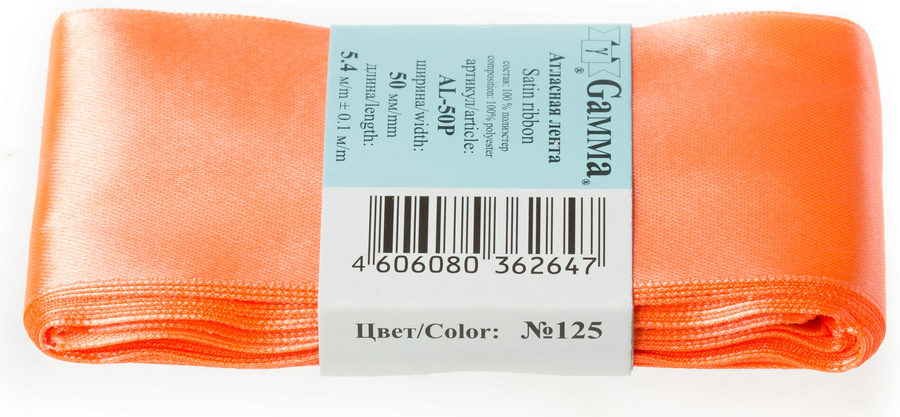 γ
®
GaMMa®
Атласная лента
Satin ribbon
состав: 100 % полиэстер
composition: 100% polyester
артикул/article:
AL-50P
ширина/width:
50 мм/mm
длина/length:
5.4 м/m ± 0.1 м/m
4 606080 362647
Цвет/Color: №125